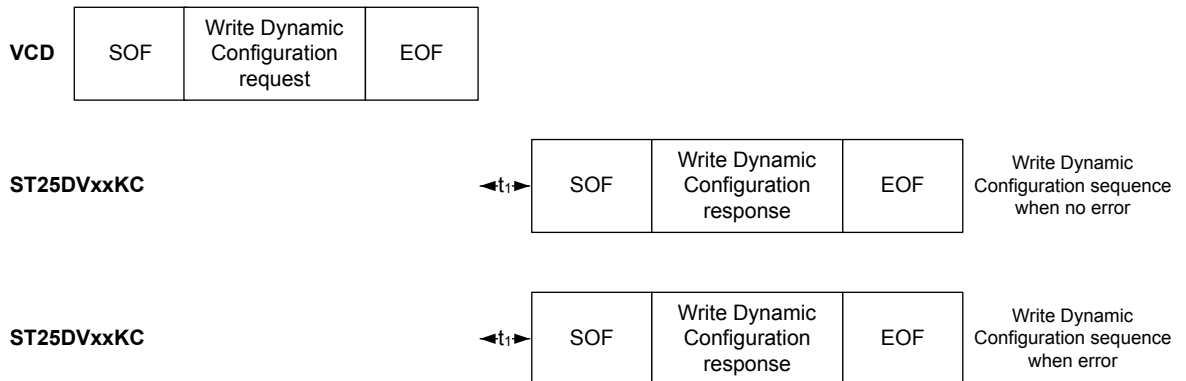 VCD
SOF
Write Dynamic
Configuration
request
EOF
ST25DVxxKC
t1
SOF
Write Dynamic
Configuration
response
EOF
Write Dynamic
Configuration sequence
when no error
ST25DVxxKC
t1
SOF
Write Dynamic
Configuration
response
EOF
Write Dynamic
Configuration sequence
when error